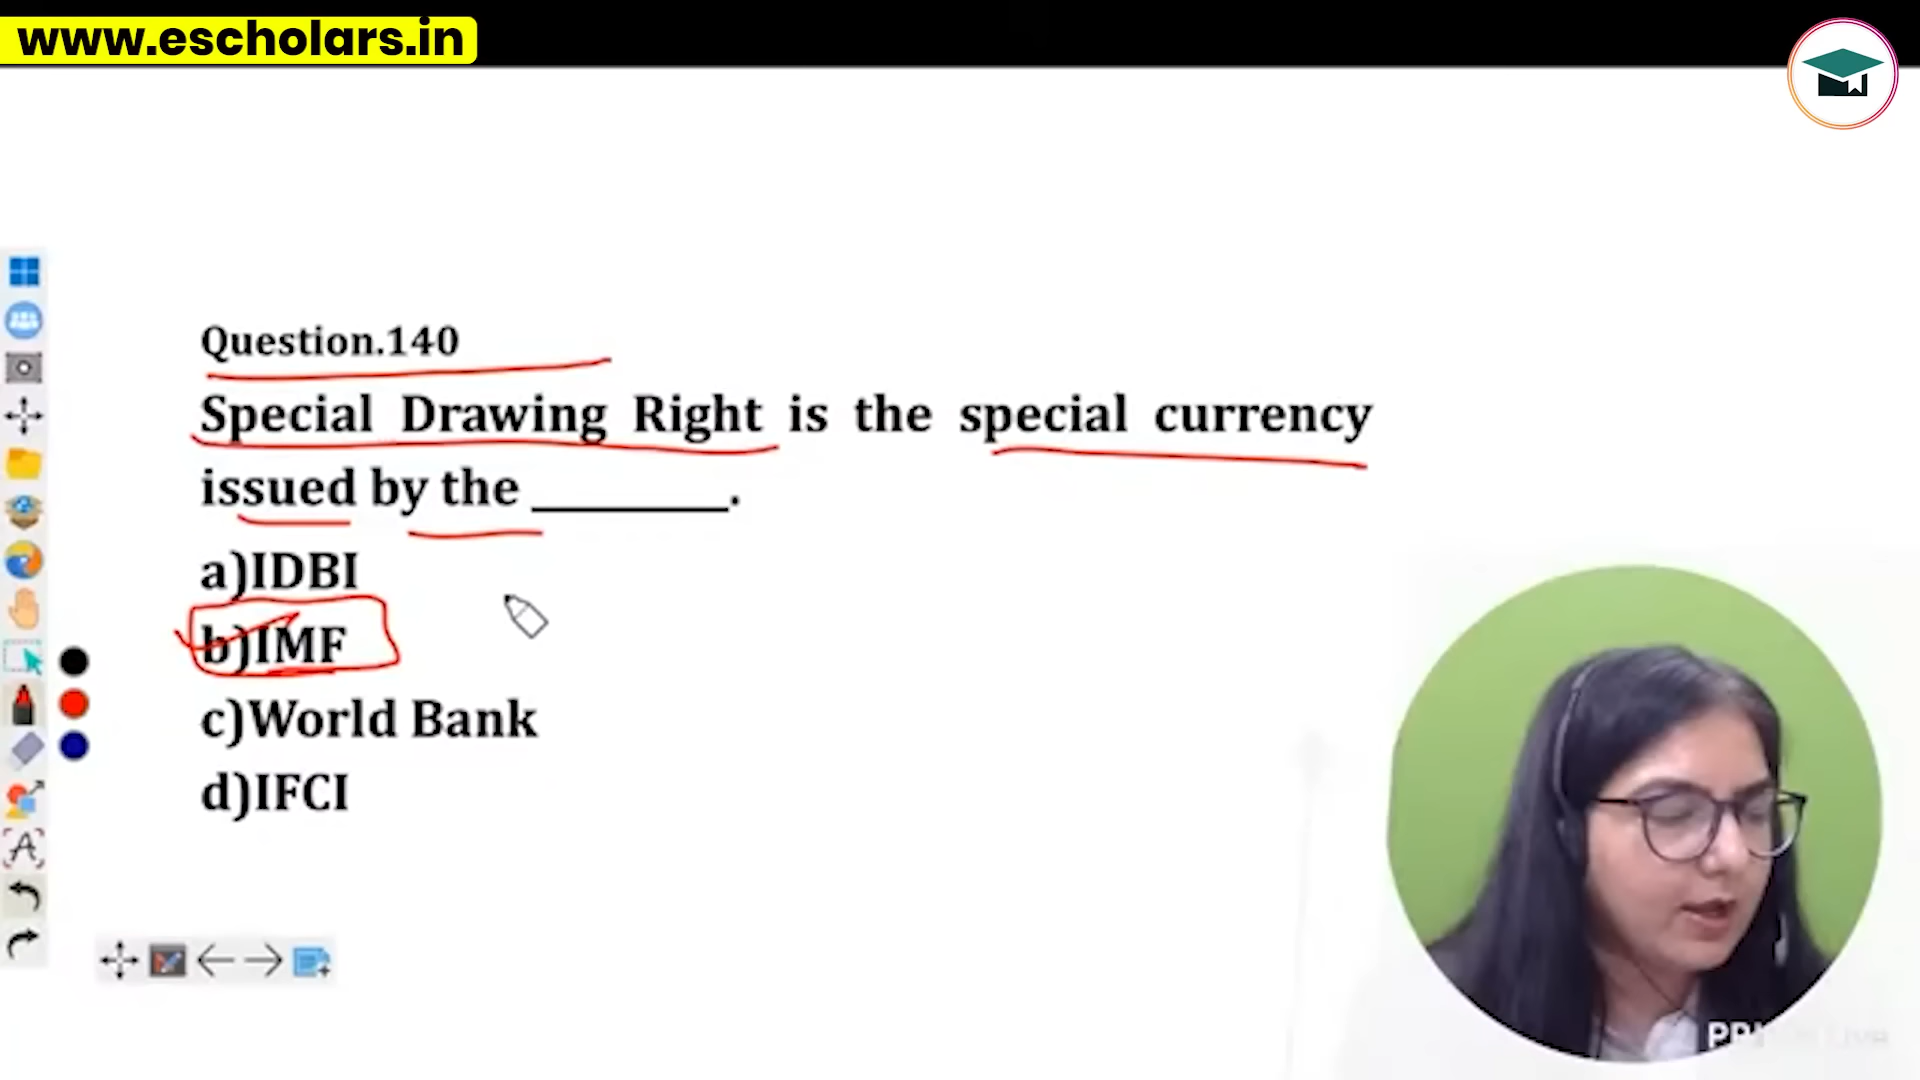 www.escholars.in
Question.140
Special Drawing Right is the special currency
issued by the ________.
a)IDBI
b)IMF
c)World Bank
d)IFCI